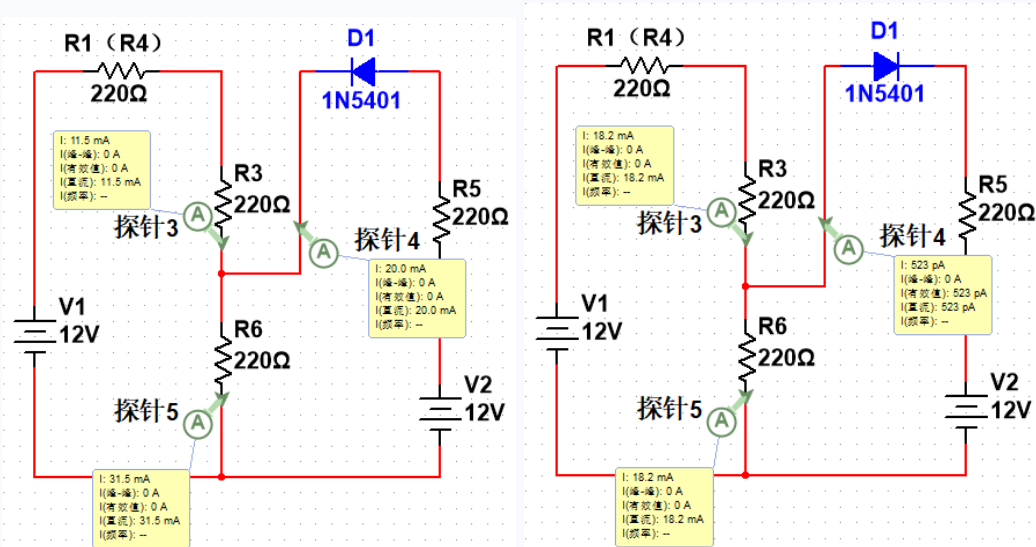 R1（R4）
220Ω
D1
1N5401
I: 11.5 mA
I(峰-峰): 0 A
I(有效值): 0 A
I(直流): 11.5 mA
I(频率): --
A
探针3
R3
220Ω
A
探针4
R5
220Ω
I: 20.0 mA
I(峰-峰): 0 A
I(有效值): 0 A
I(直流): 20.0 mA
I(频率): --
V1
12V
R6
220Ω
探针5
A
V2
12V
I: 31.5 mA
I(峰-峰): 0 A
I(有效值): 0 A
I(直流): 31.5 mA
I(频率): --
R1（R4）
220Ω
D1
1N5401
I: 18.2 mA
I(峰-峰): 0 A
I(有效值): 0 A
I(直流): 18.2 mA
I(频率): --
A
探针3
R3
220Ω
A
探针4
R5
220Ω
I: 523 pA
I(峰-峰): 0 A
I(有效值): 523 pA
I(直流): 523 pA
I(频率): --
V1
12V
R6
220Ω
探针5
A
V2
12V
I: 18.2 mA
I(峰-峰): 0 A
I(有效值): 0 A
I(直流): 18.2 mA
I(频率): --